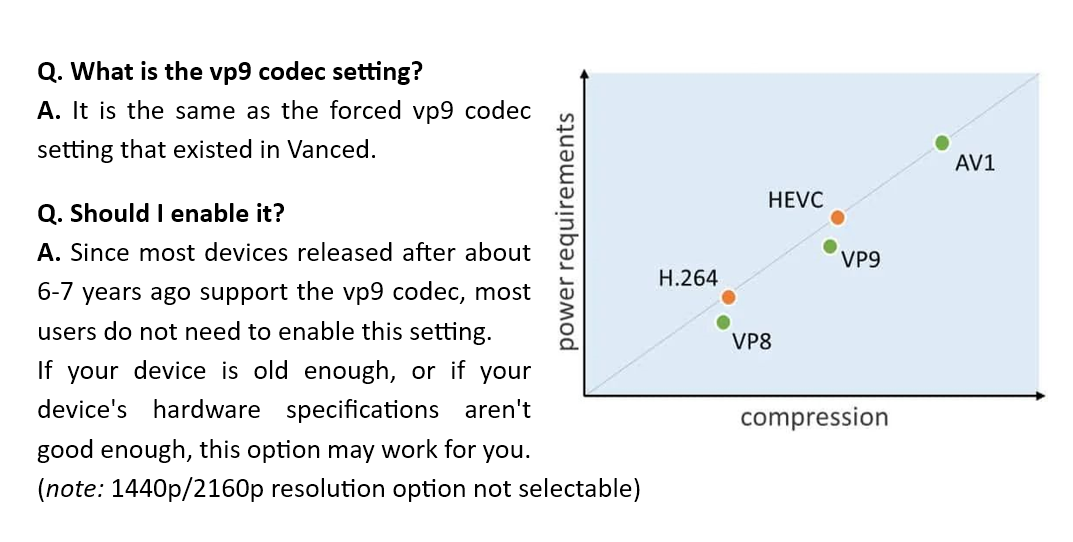 Q. What is the vp9 codec setting?
A. It is the same as the forced vp9 codec
setting that existed in Vanced.
Q. Should I enable it?
A. Since most devices released after about
6-7 years ago support the vp9 codec, most
users do not need to enable this setting.
If your device is old enough, or if your
device's hardware specifications aren't
good enough, this option may work for you.
(note: 1440p/2160p resolution option not selectable)
power requirements
AV1
HEVC
VP9
H.264
VP8
compression